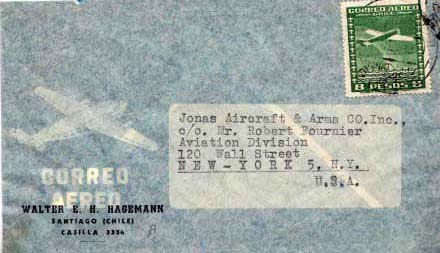 CORREO AEREO
CHILE
8 PESOS 8
Jonas Aircraft & Arms CO.Inc.,
c/o. Mr. Robert Fournier
Aviation Division
120 Wall Street
NEW-YORK 5, N.Y.
U.S.A.
CORREO
AEREO
WALTER E. H. HAGEMANN
SANTIAGO (CHILE)
CASILLA 3324